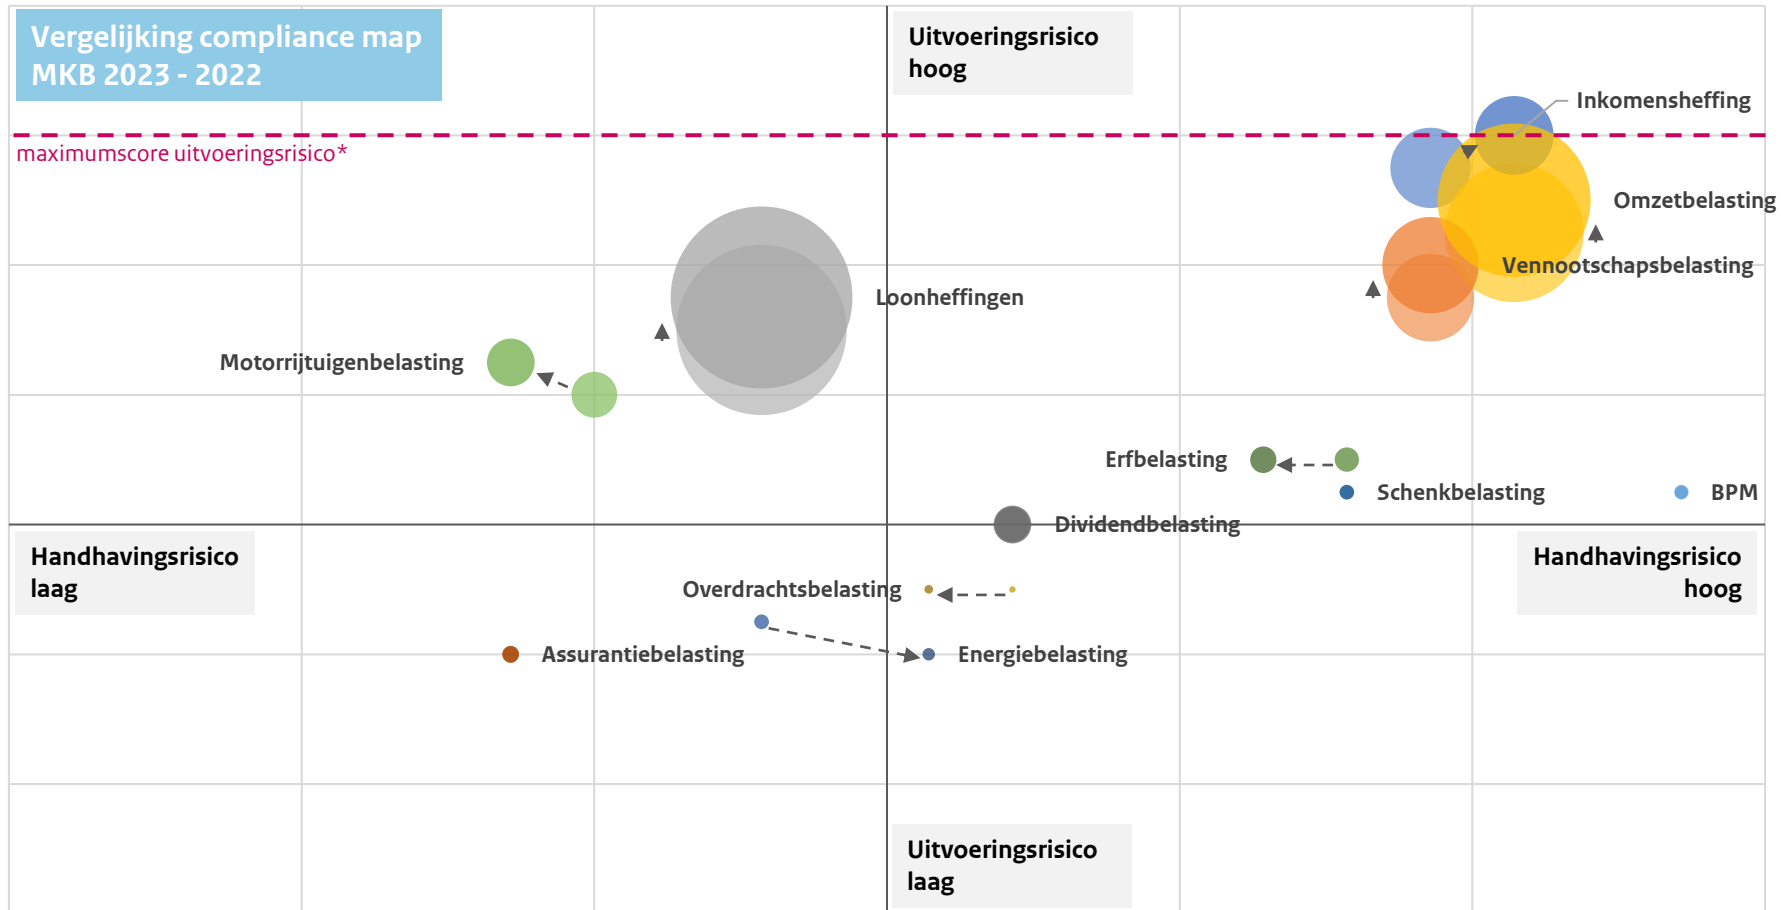 Vergelijking compliance map
MKB 2023 - 2022
Uitvoeringsrisico
hoog
Inkomensheffing
maximumscore uitvoeringsrisico*
Omzetbelasting
Vennootschapsbelasting
Loonheffingen
Motorrijtuigenbelasting
Erfbelasting
Schenkbelasting
BPM
Dividendbelasting
Handhavingsrisico
laag
Handhavingsrisico
hoog
Overdrachtsbelasting
Assurantiebelasting
Energiebelasting
Uitvoeringsrisico
laag